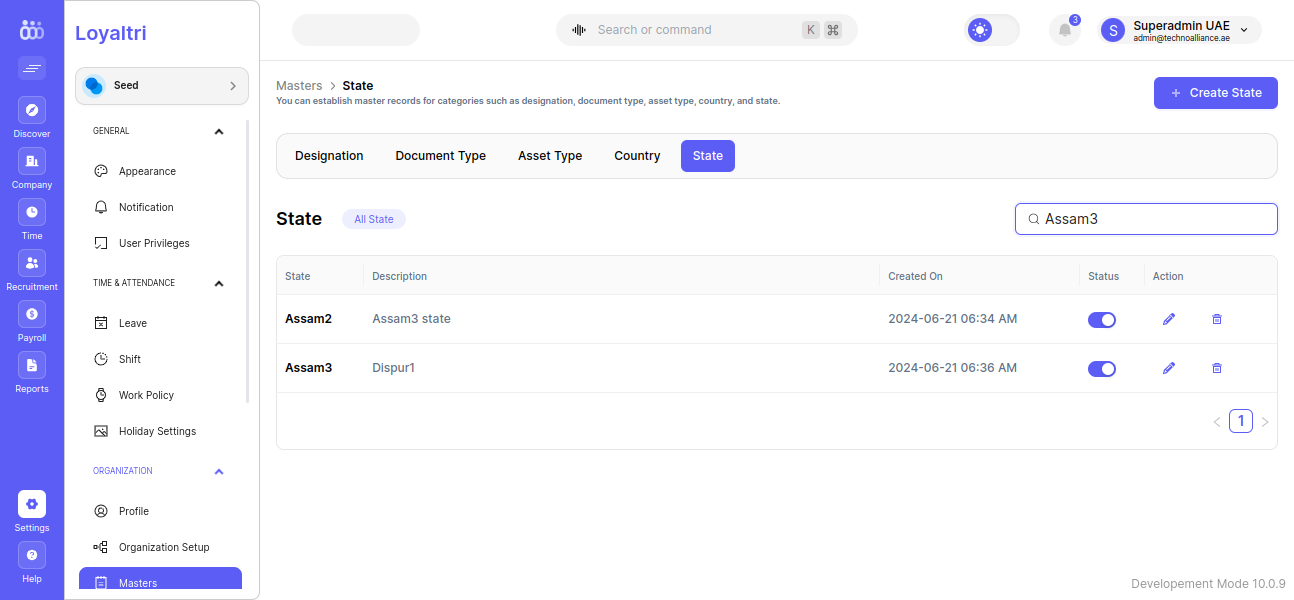 Loyaltri
Search or command
K ⌘
3
S
Superadmin UAE
admin@technoalliance.ae
Discover
Company
Time
Recruitment
Payroll
Reports
Settings
Help
Seed
GENERAL
Appearance
Notification
User Privileges
TIME & ATTENDANCE
Leave
Shift
Work Policy
Holiday Settings
ORGANIZATION
Profile
Organization Setup
Masters
Masters > State
You can establish master records for categories such as designation, document type, asset type, country, and state.
+ Create State
Designation Document Type Asset Type Country State
State All State
Assam3
State Description Created On Status Action
Assam2 Assam3 state 2024-06-21 06:34 AM
Assam3 Dispur1 2024-06-21 06:36 AM
< 1 >
Developement Mode 10.0.9